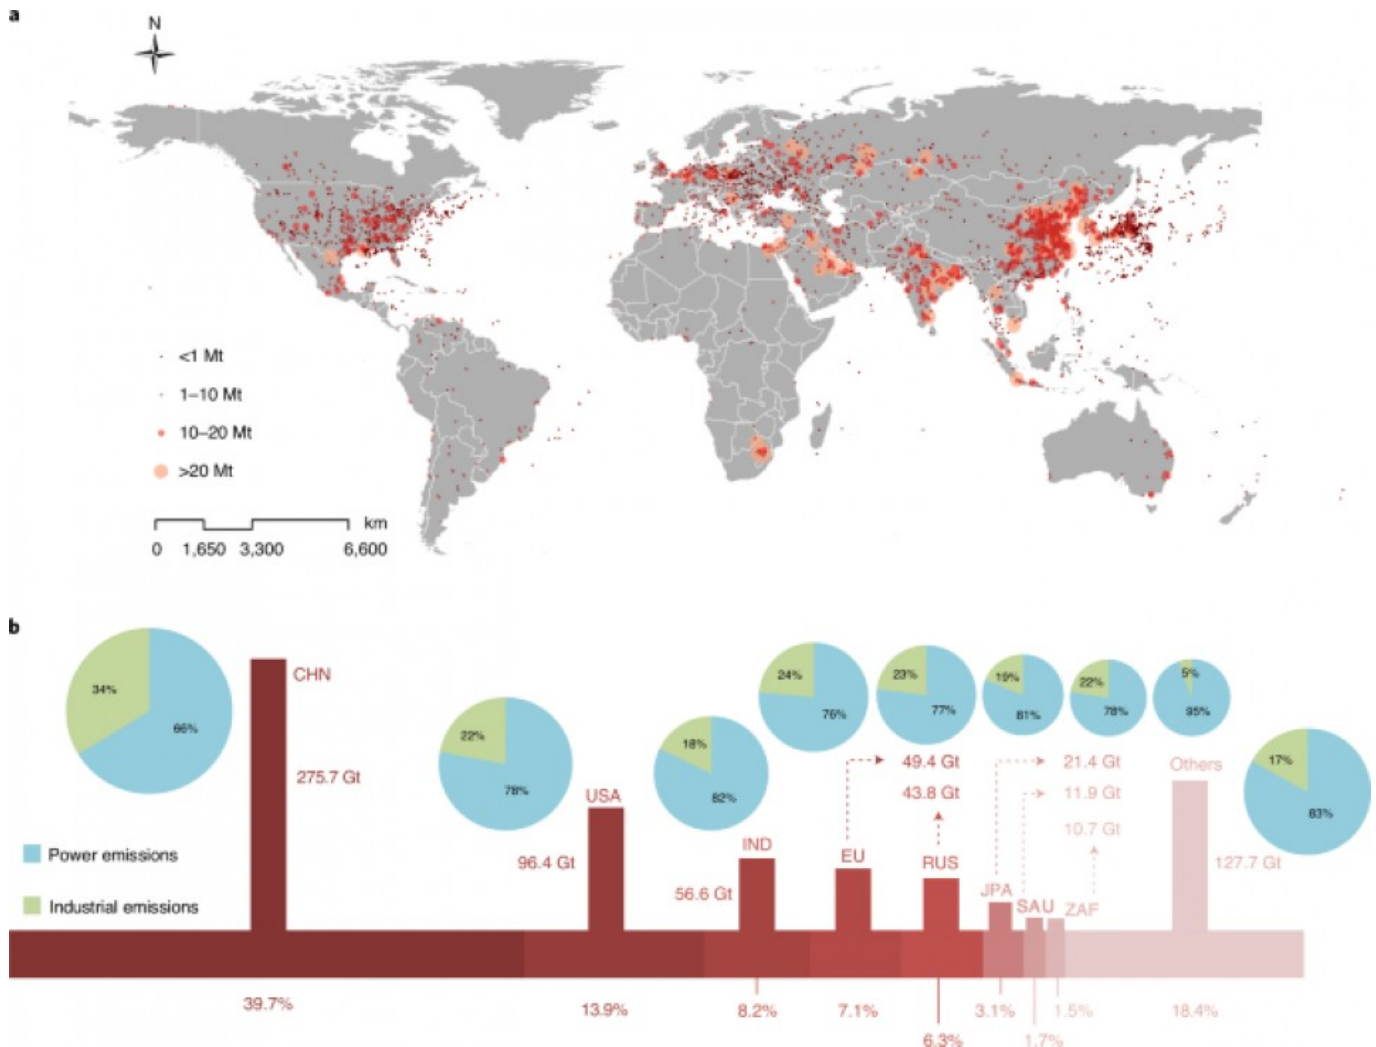 a
N
<1 Mt
1–10 Mt
10–20 Mt
>20 Mt
km
0 1,650 3,300 6,600
b
34%
66%
CHN
275.7 Gt
22%
78%
USA
96.4 Gt
18%
82%
IND
56.6 Gt
24%
76%
23%
77%
19%
81%
22%
78%
5%
95%
17%
83%
49.4 Gt
43.8 Gt
21.4 Gt
11.9 Gt
10.7 Gt
Others
127.7 Gt
EU
RUS
JPA
SAU
ZAF
Power emissions
Industrial emissions
39.7%
13.9%
8.2%
7.1%
6.3%
3.1%
1.7%
1.5%
18.4%